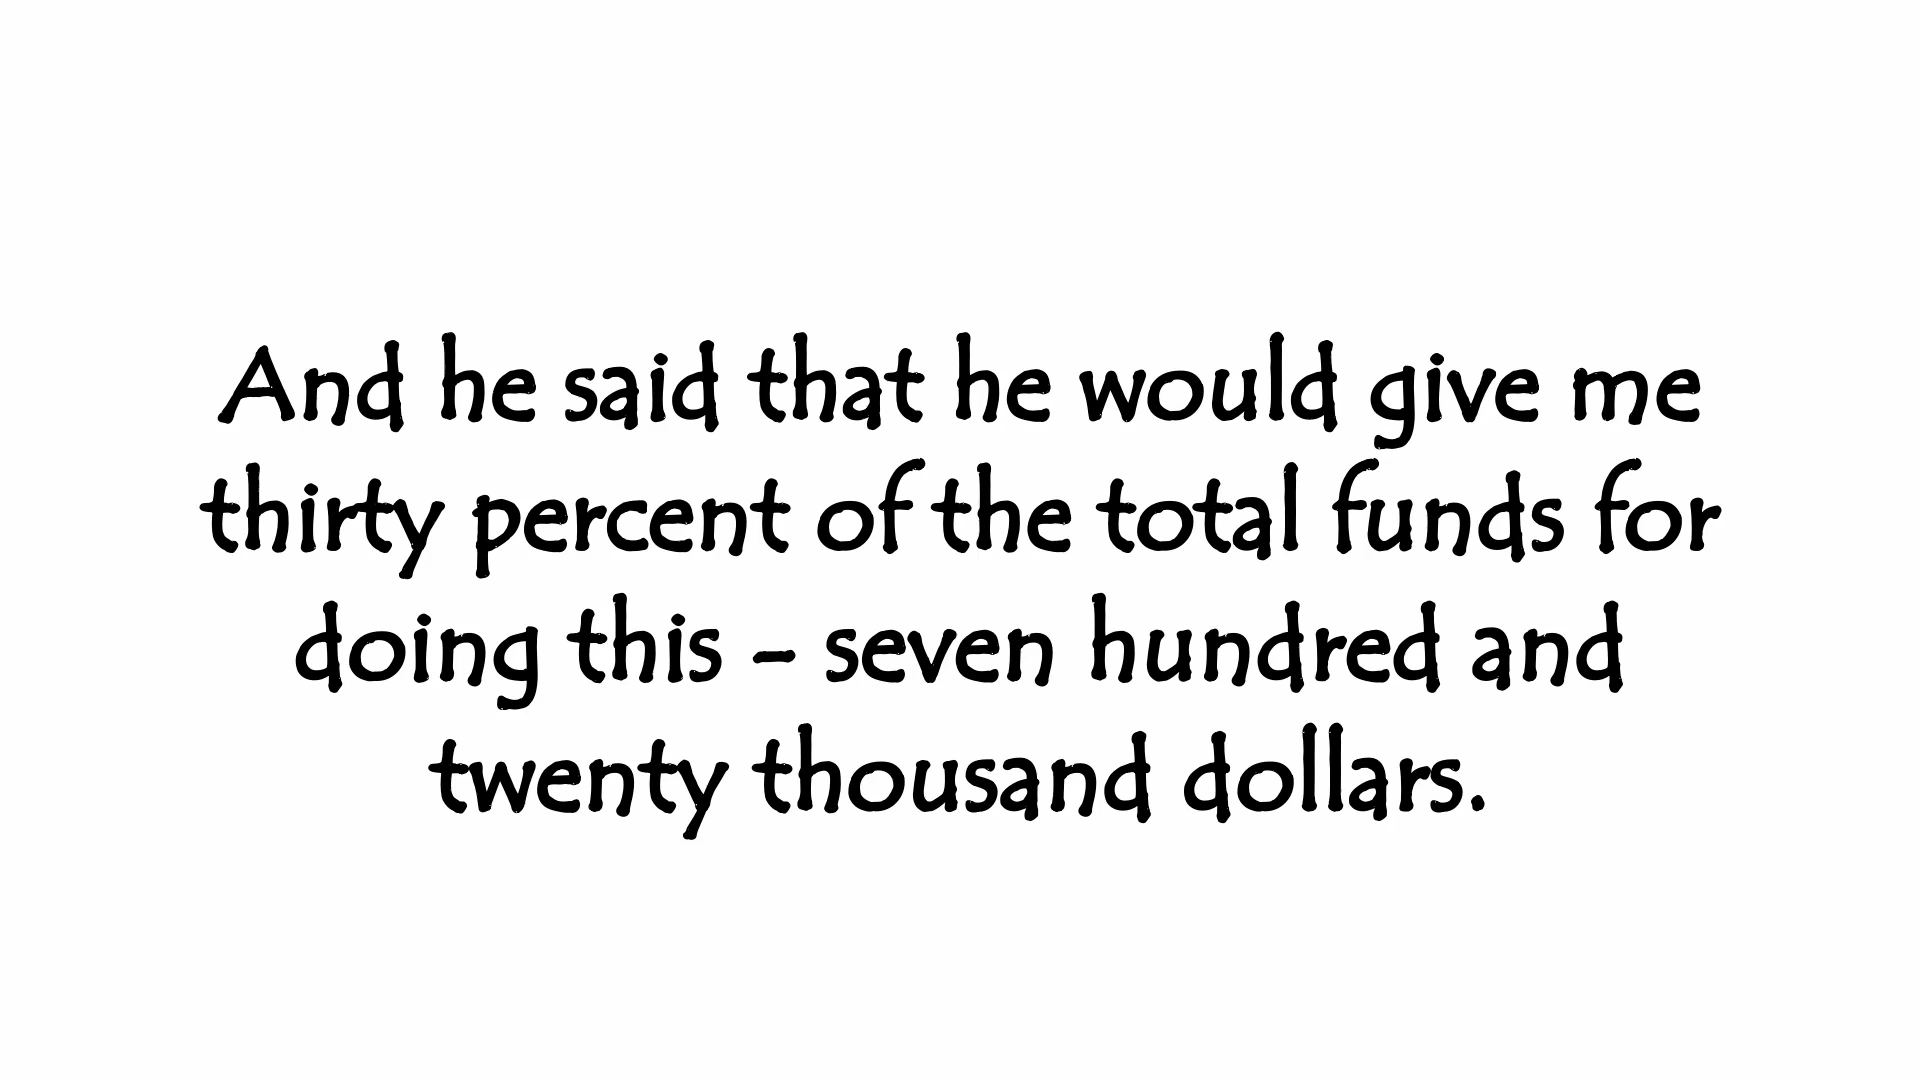 And he said that he would give me
thirty percent of the total funds for
doing this – seven hundred and
twenty thousand dollars.